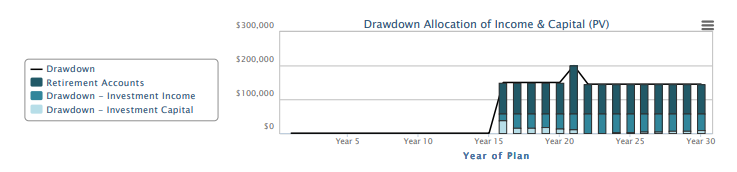 Drawdown Allocation of Income & Capital (PV)
$300,000
$200,000
$100,000
$0
Drawdown
Retirement Accounts
Drawdown – Investment Income
Drawdown – Investment Capital
Year 5 Year 10 Year 15 Year 20 Year 25 Year 30
Year of Plan